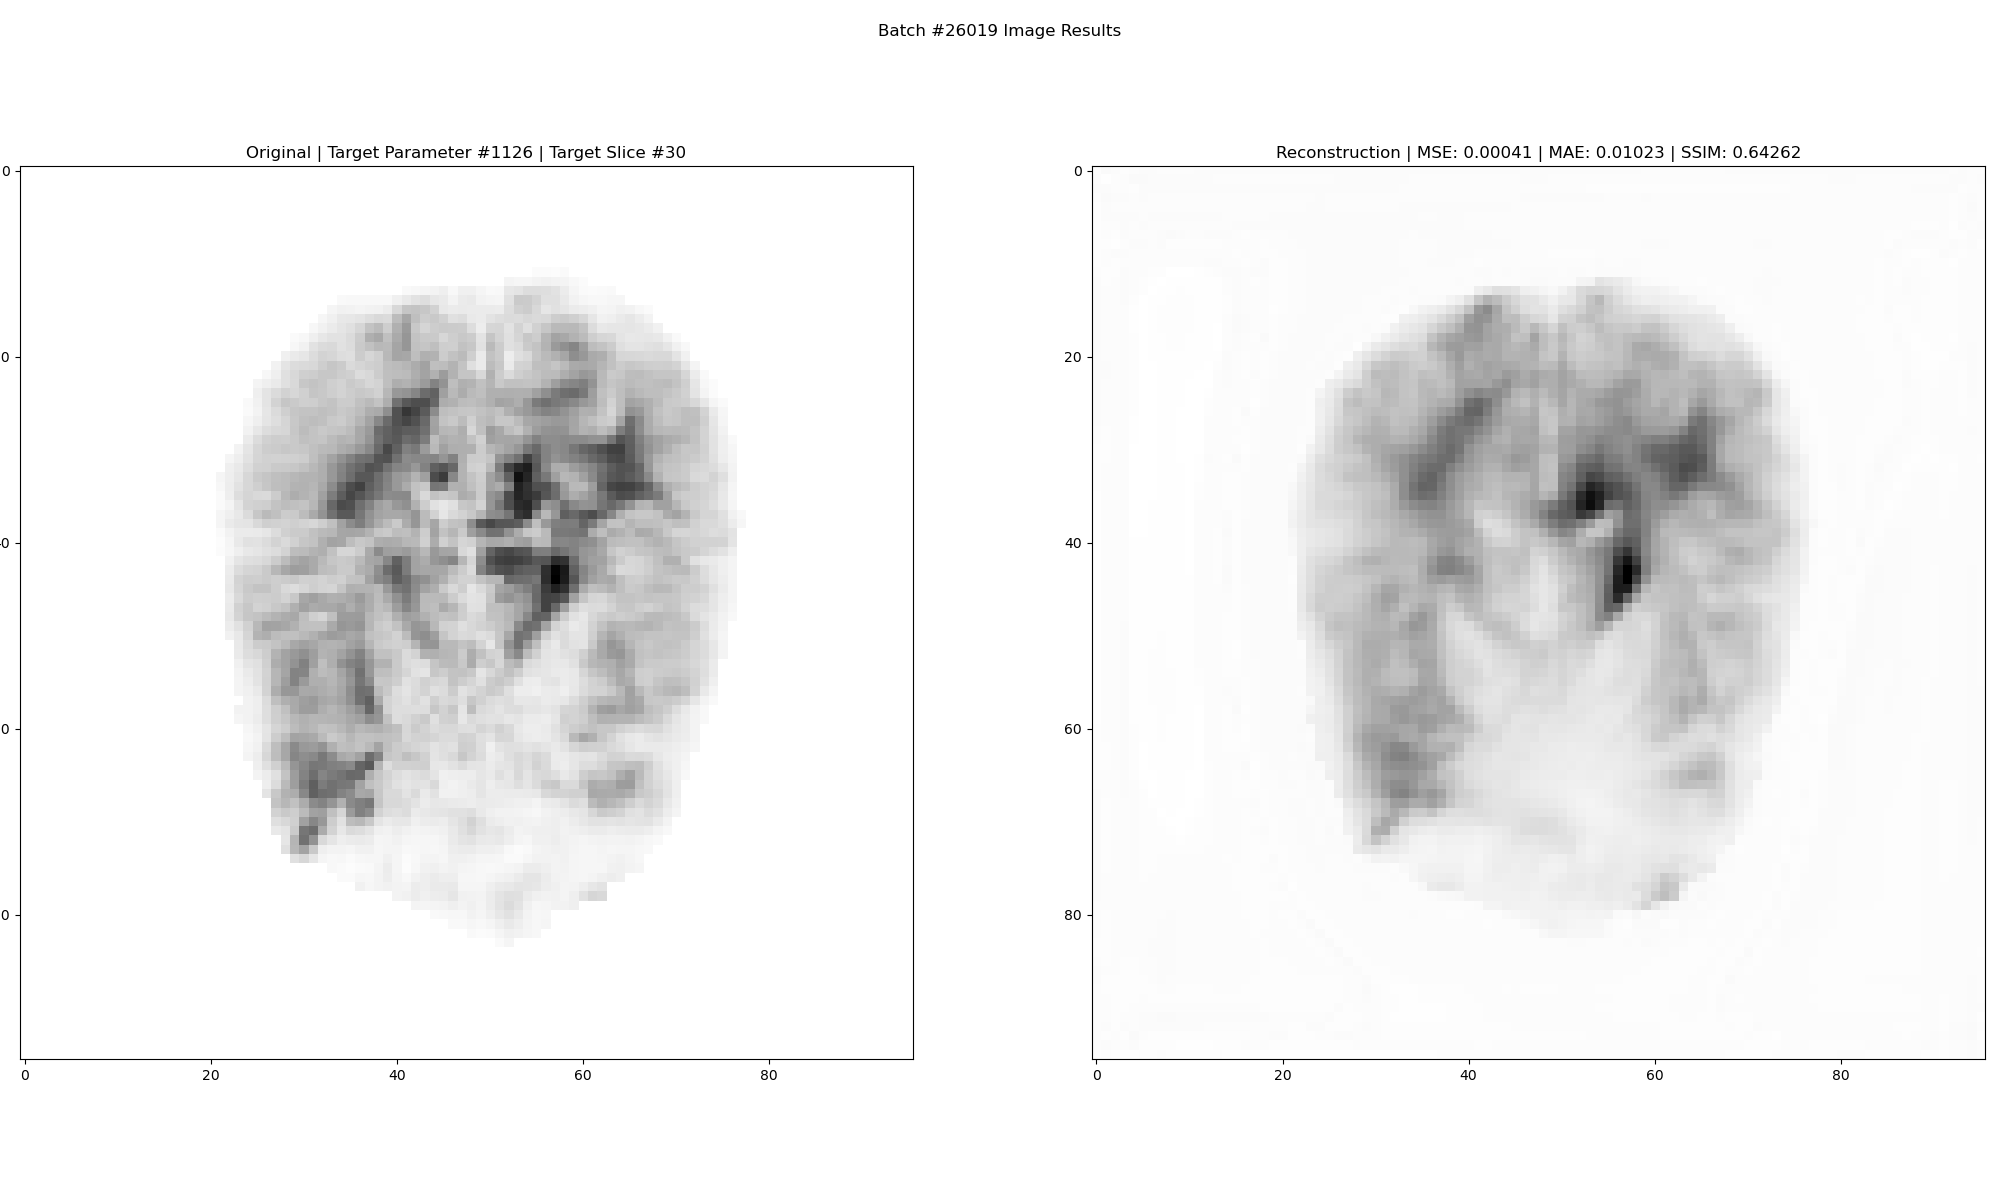 Batch #26019 Image Results
Original | Target Parameter #1126 | Target Slice #30
Reconstruction | MSE: 0.00041 | MAE: 0.01023 | SSIM: 0.64262
0
0
0
0
0
0 20 40 60 80
0
20
40
60
80
0 20 40 60 80